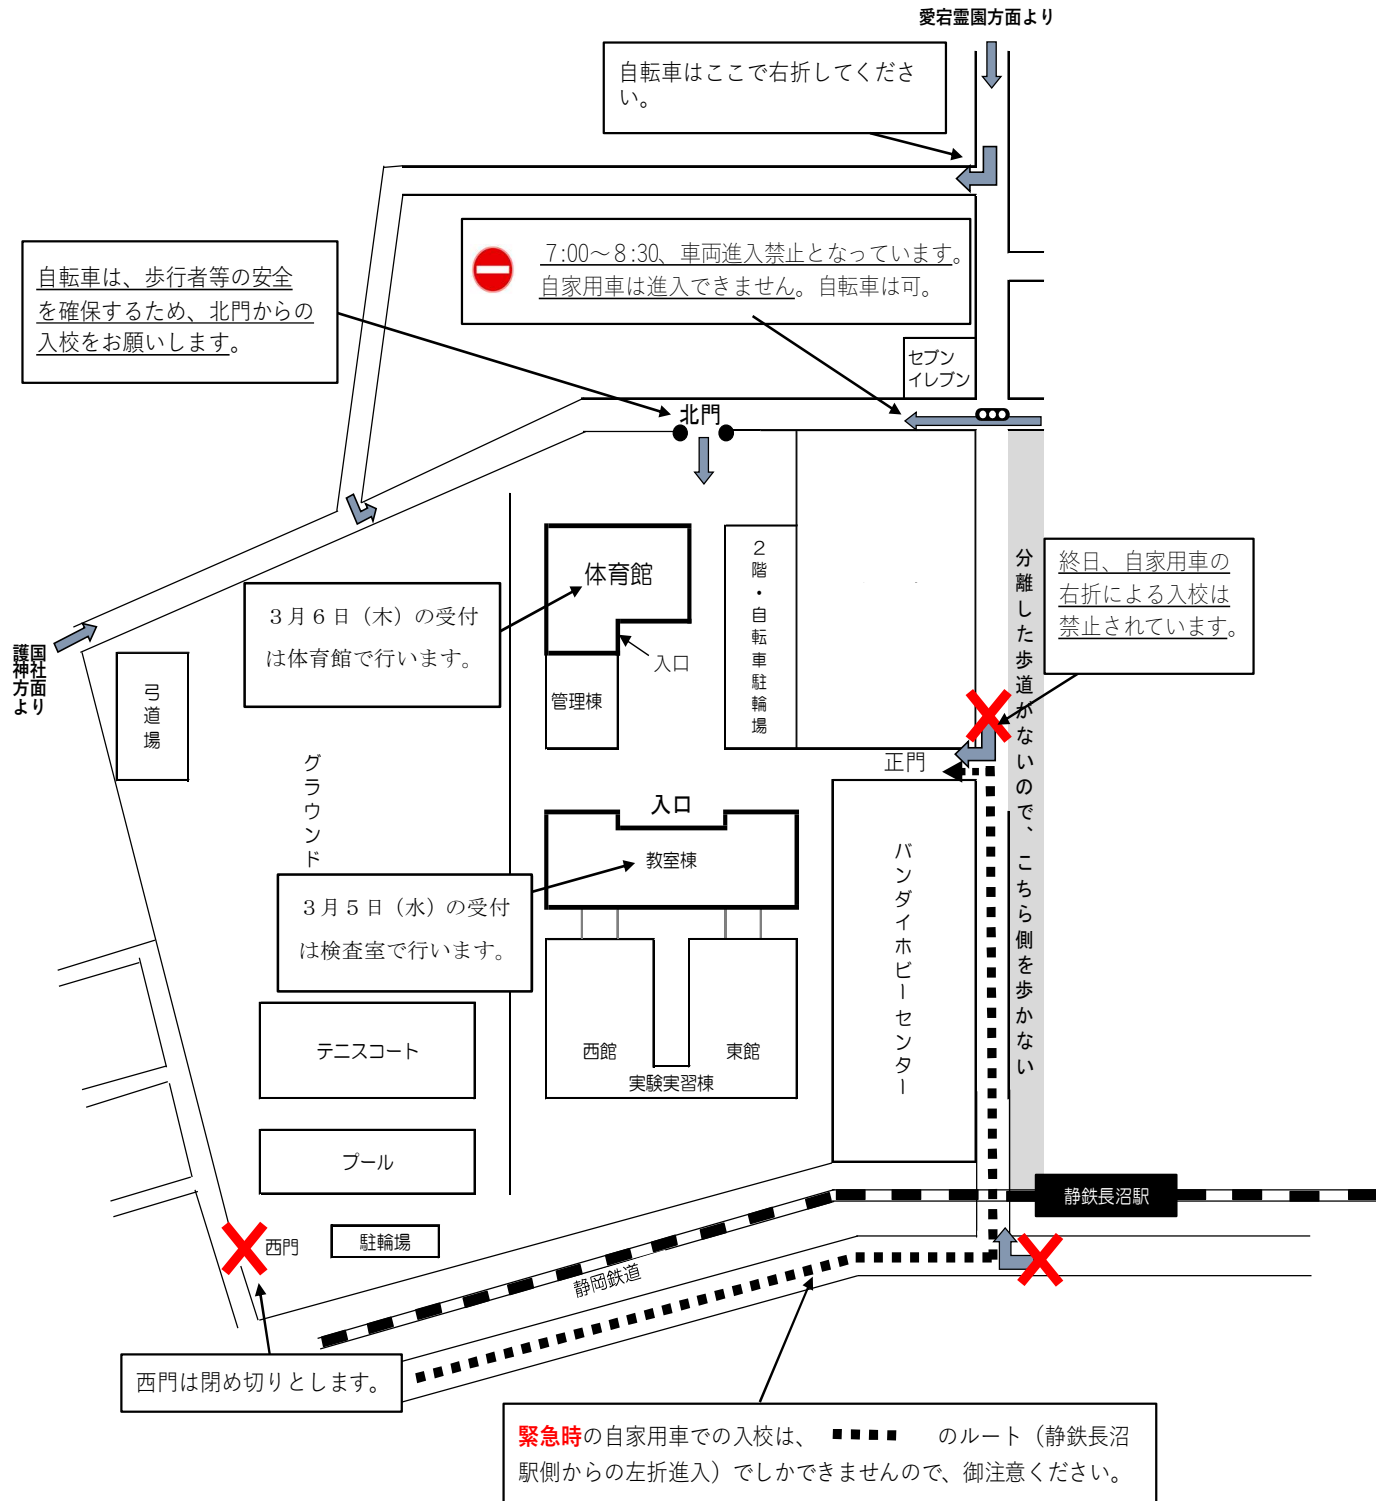 愛宕霊園方面より
自転車はここで右折してくださ
い。
7:00～8:30、車両進入禁止となっています。
自家用車は進入できません。自転車は可。
自転車は、歩行者等の安全
を確保するため、北門からの
入校をお願いします。
セブン
イレブン
北門
体育館
２階・自転車駐輪場
分離した歩道がないので、こちら側を歩かない
終日、自家用車の
右折による入校は
禁止されています。
３月６日（木）の受付
は体育館で行います。
入口
管理棟
護国神社方面より
弓道場
グラウンド
正門
入口
教室棟
バンダイホビーセンター
３月５日（水）の受付
は検査室で行います。
テニスコート
西館
東館
実験実習棟
プール
静鉄長沼駅
西門
駐輪場
静岡鉄道
西門は閉め切りとします。
緊急時の自家用車での入校は、 のルート（静鉄長沼
駅側からの左折進入）でしかできませんので、御注意ください。